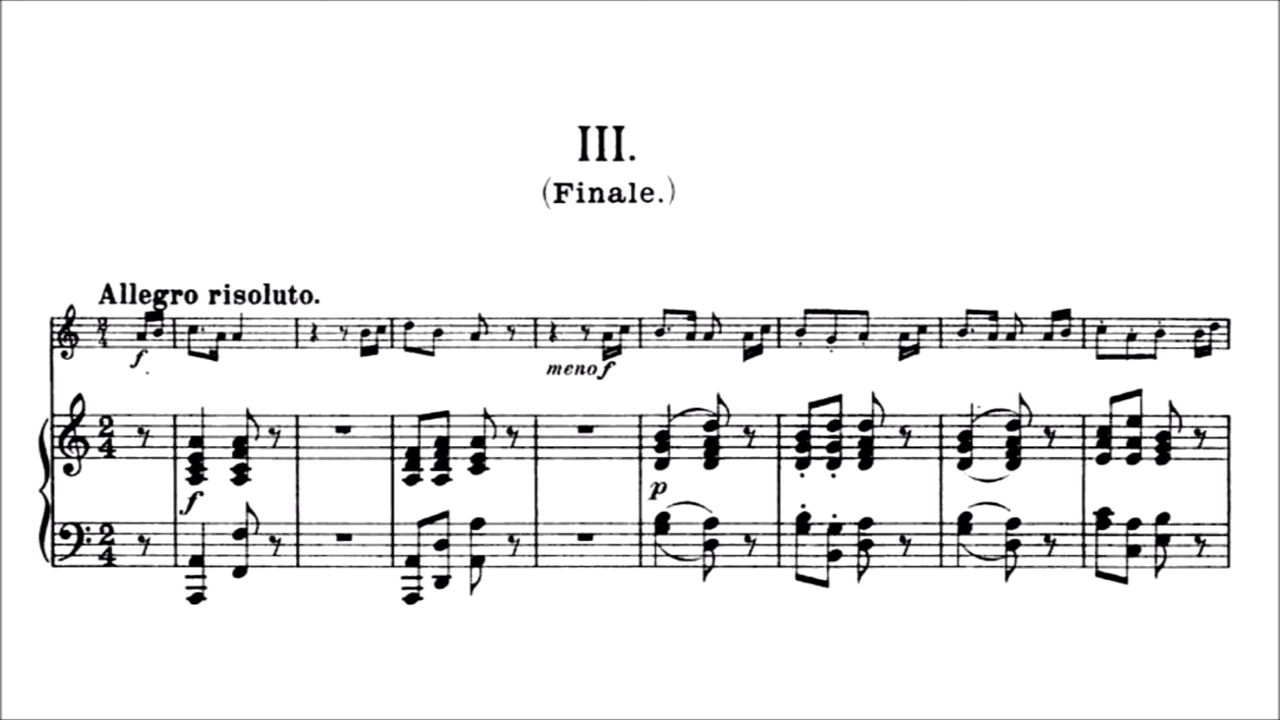 III.
(Finale.)
Allegro risoluto.
f
meno f
f
p